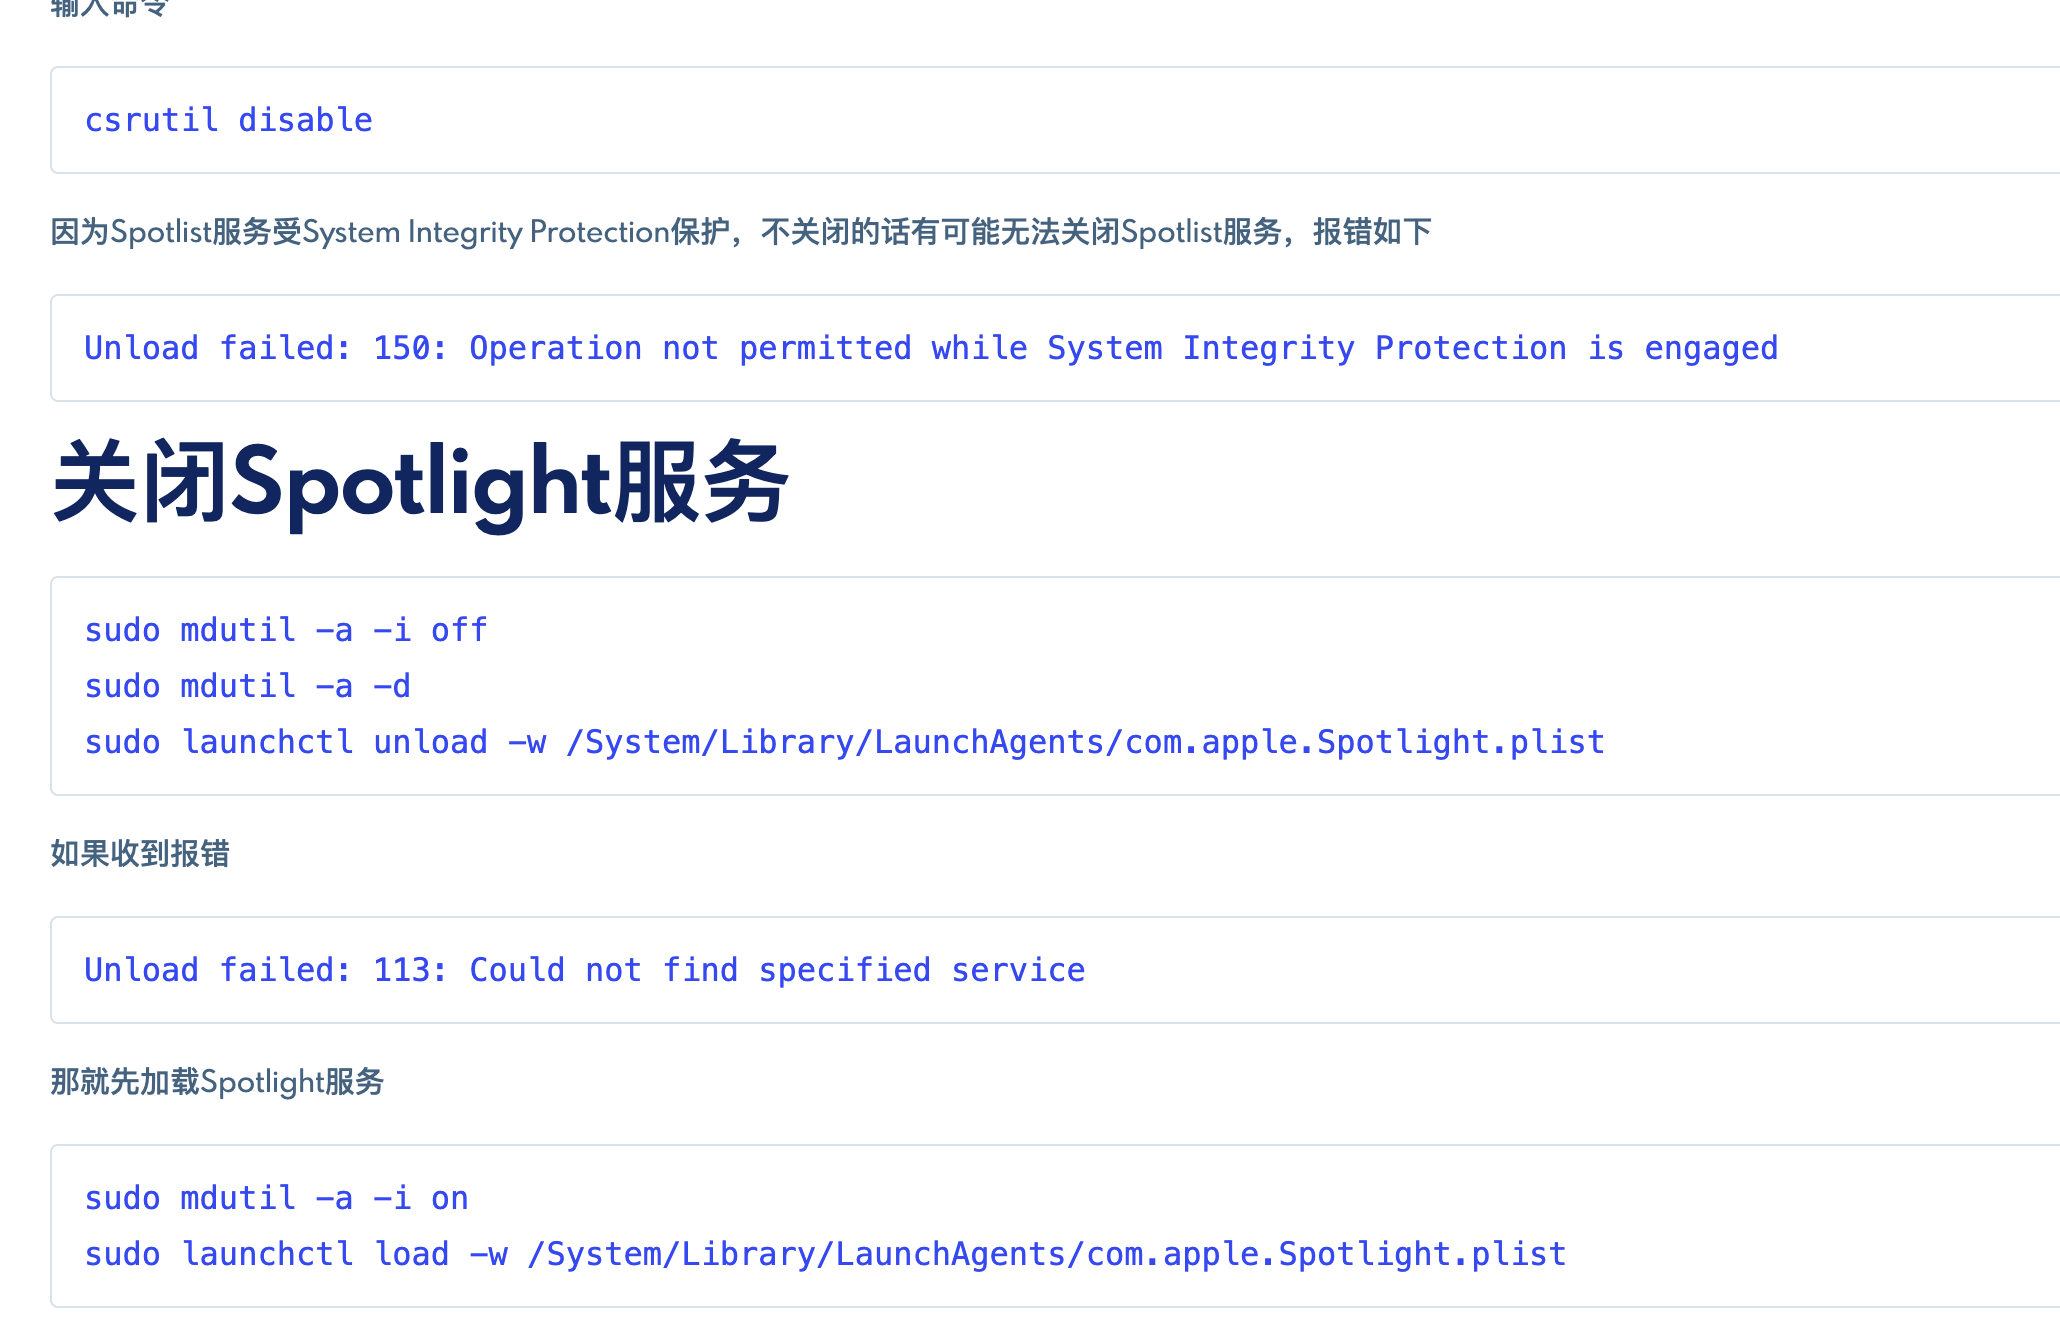 输入命令
csrutil disable
因为Spotlist服务受System Integrity Protection保护，不关闭的话有可能无法关闭Spotlist服务，报错如下
Unload failed: 150: Operation not permitted while System Integrity Protection is engaged
关闭Spotlight服务
sudo mdutil -a -i off
sudo mdutil -a -d
sudo launchctl unload -w /System/Library/LaunchAgents/com.apple.Spotlight.plist
如果收到报错
Unload failed: 113: Could not find specified service
那就先加载Spotlight服务
sudo mdutil -a -i on
sudo launchctl load -w /System/Library/LaunchAgents/com.apple.Spotlight.plist